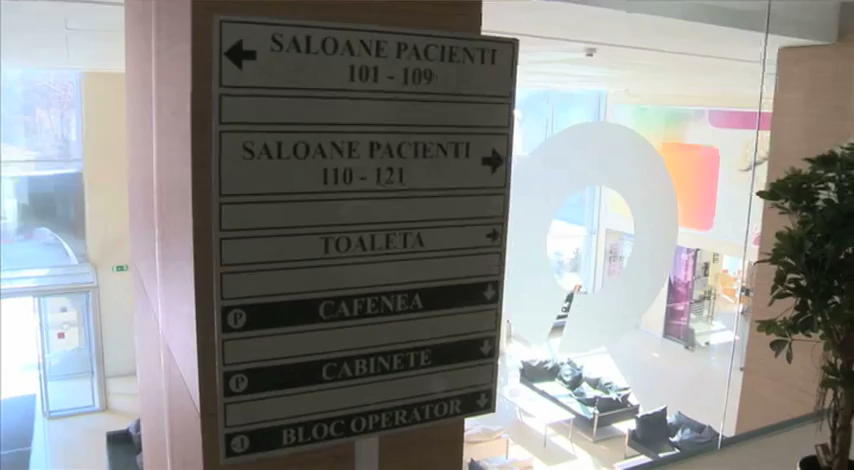 SALOANE PACIENTI
101 - 109
SALOANE PACIENTI
110 - 121
TOALETA
P CAFENEA
P CABINETE
BLOC OPERATOR